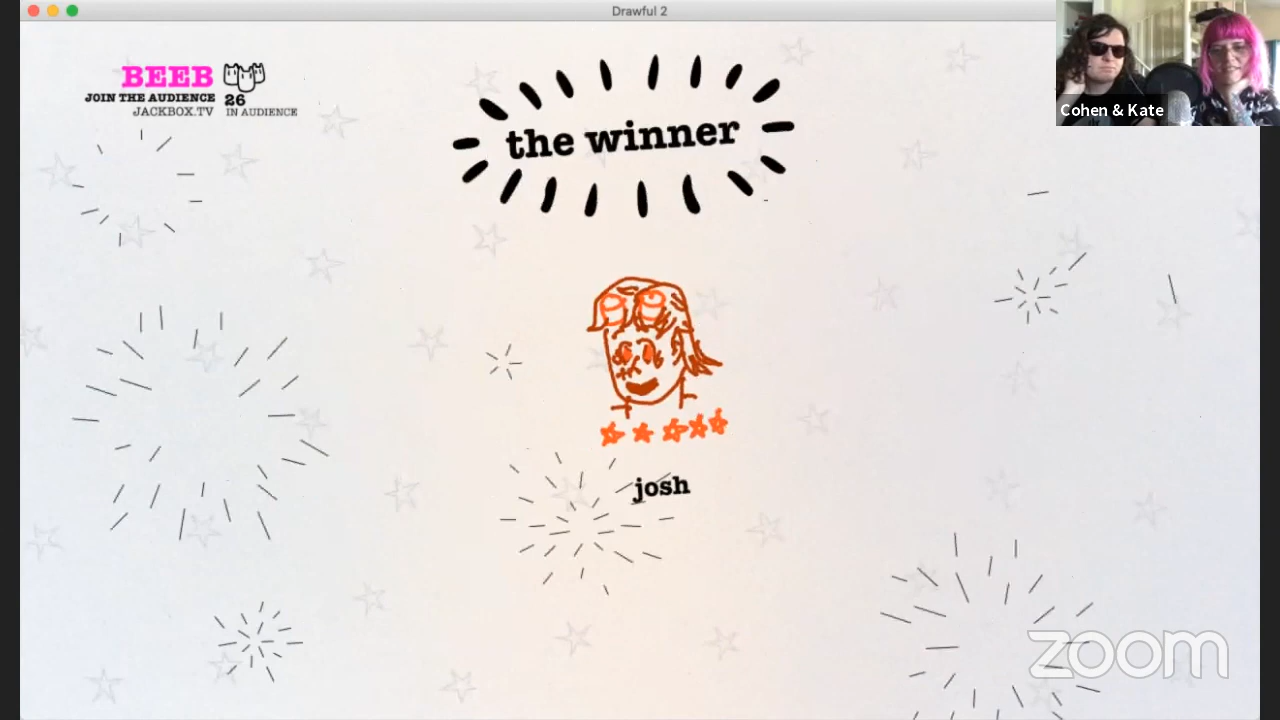 Drawful 2
BEEB
JOIN THE AUDIENCE
JACKBOX.TV
26
IN AUDIENCE
the winner
Cohen & Kate
josh
zoom